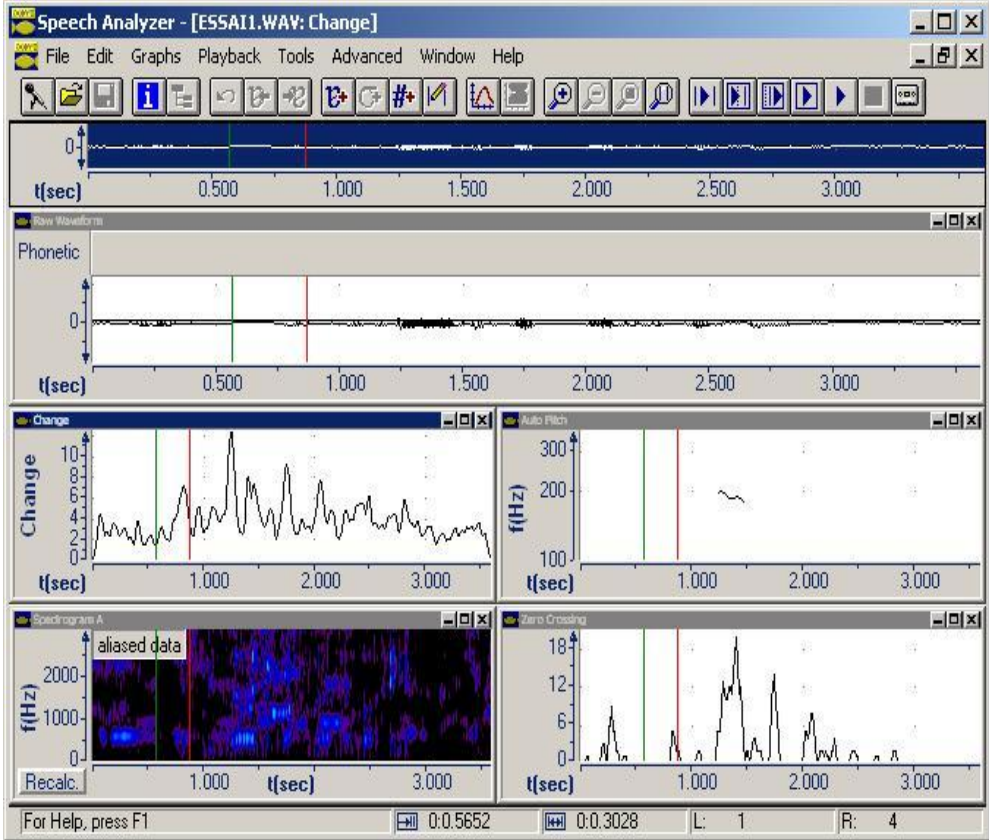 Speech Analyzer - [ESSAI1.WAV: Change]
File Edit Graphs Playback Tools Advanced Window Help
0
t(sec) 0.500 1.000 1.500 2.000 2.500 3.000
Raw Waveform
Phonetic
0
t(sec) 0.500 1.000 1.500 2.000 2.500 3.000
Change
Change
10
8
6
4
2
0
t(sec) 1.000 2.000 3.000
Auto Pitch
f(Hz)
300
200
100
t(sec) 1.000 2.000 3.000
Spectrogram A
aliased data
f(Hz)
2000
1000
0
Recalc. 1.000 t(sec) 3.000
Zero Crossing
18
12
6
0
t(sec) 1.000 2.000 3.000
For Help, press F1 0:0.5652 0:0.3028 L: 1 R: 4